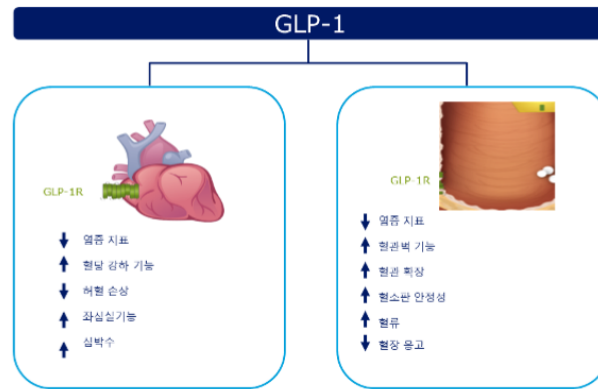 GLP-1
GLP-1R
염증 지표
혈당 강하 기능
허혈 손상
좌심실기능
심박수
GLP-1R
염증 지표
혈관벽 기능
혈관 확장
혈소판 안정성
혈류
혈장 응고